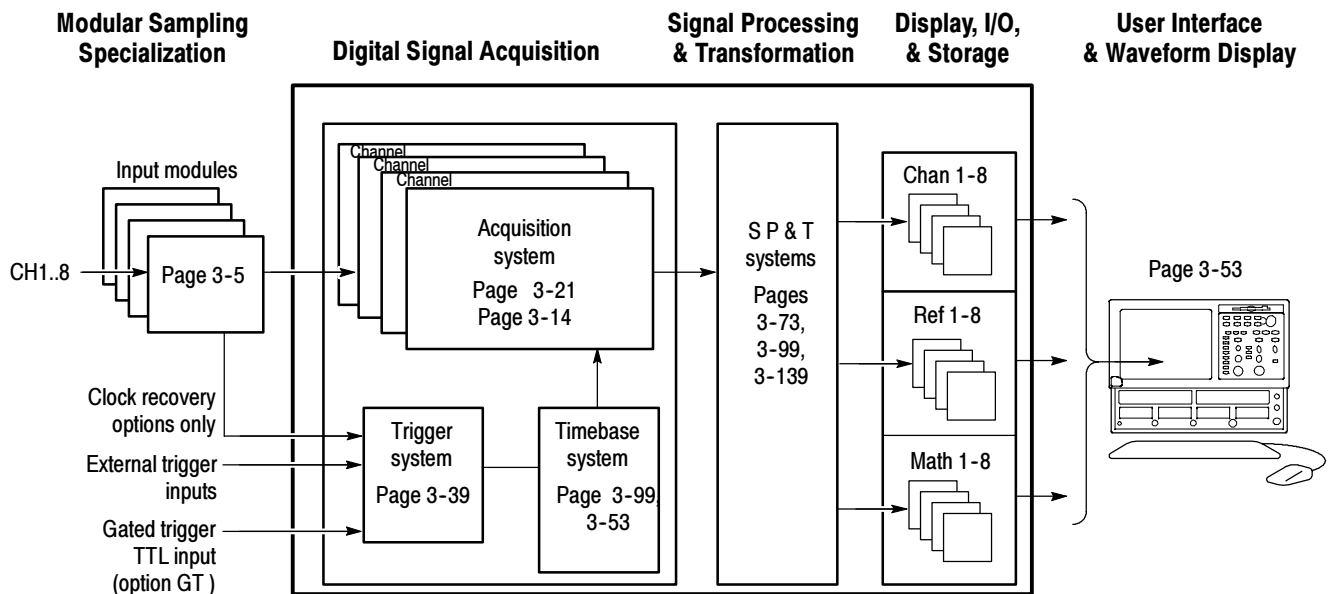 Modular Sampling
Specialization
Digital Signal Acquisition
Signal Processing
& Transformation
Display, I/O,
& Storage
User Interface
& Waveform Display
Input modules
CH1..8
Page 3-5
Channel
Channel
Channel
Acquisition
system
Page 3-21
Page 3-14
Clock recovery
options only
External trigger
inputs
Gated trigger
TTL input
(option GT )
Trigger
system
Page 3-39
Timebase
system
Page 3-99,
3-53
S P & T
systems
Pages
3-73,
3-99,
3-139
Chan 1-8
Ref 1-8
Math 1-8
Page 3-53